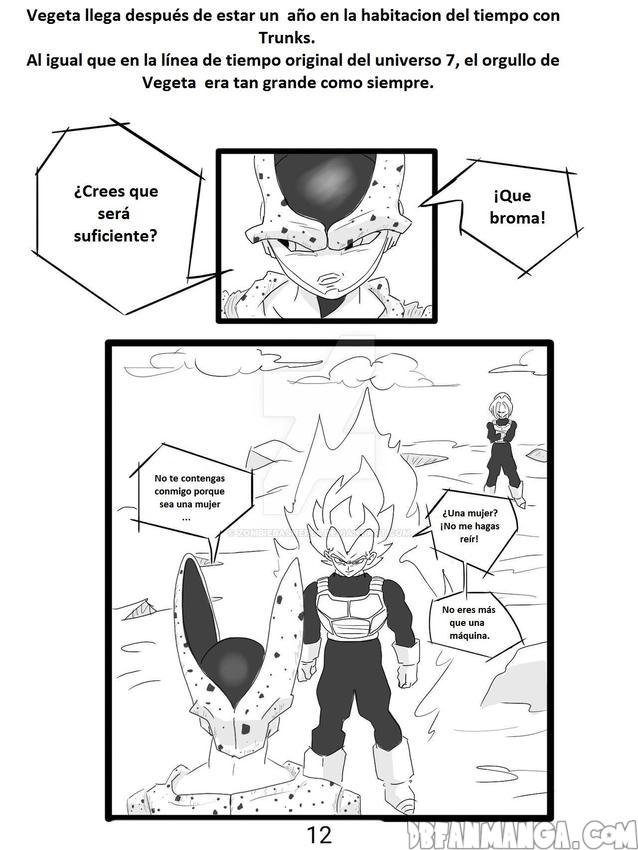 Vegeta llega después de estar un año en la habitacion del tiempo con
Trunks.
Al igual que en la línea de tiempo original del universo 7, el orgullo de
Vegeta era tan grande como siempre.
¿Crees que
será
suficiente?
¡Que
broma!
No te contengas
conmigo porque
sea una mujer
...
¿Una mujer?
¡No me hagas
reír!
No eres más
que una
máquina.
12
DBFANMANGA.COM